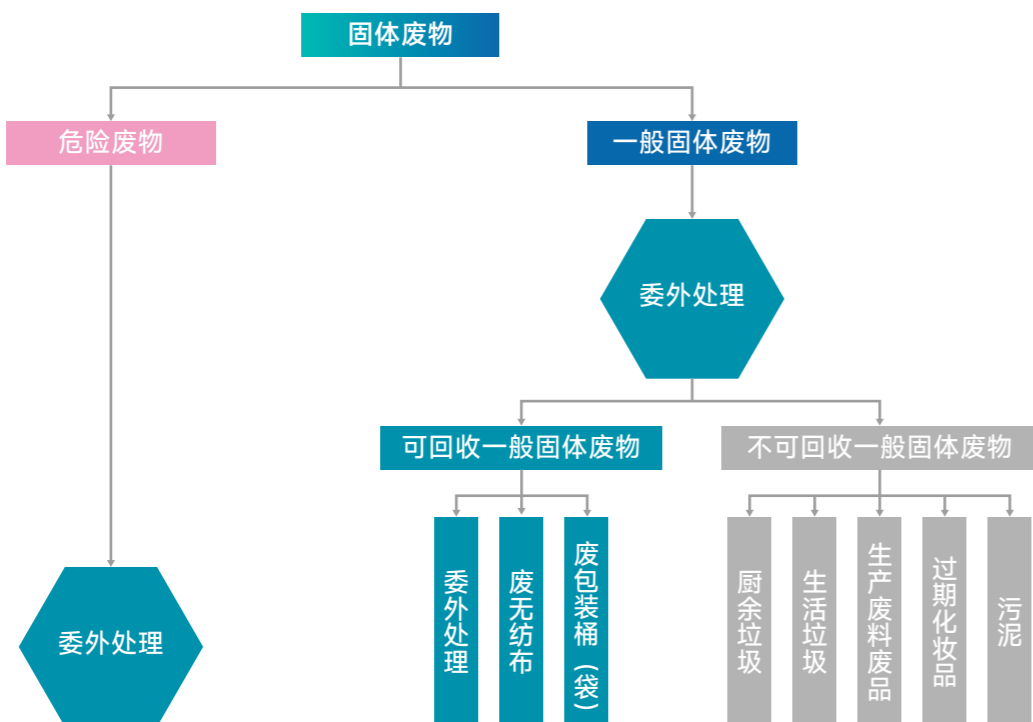 固体废物
危险废物
一般固体废物
委外处理
可回收一般固体废物
不可回收一般固体废物
委外处理
委外处理
废无纺布
废包装桶（袋）
厨余垃圾
生活垃圾
生产废料废品
过期化妆品
污泥